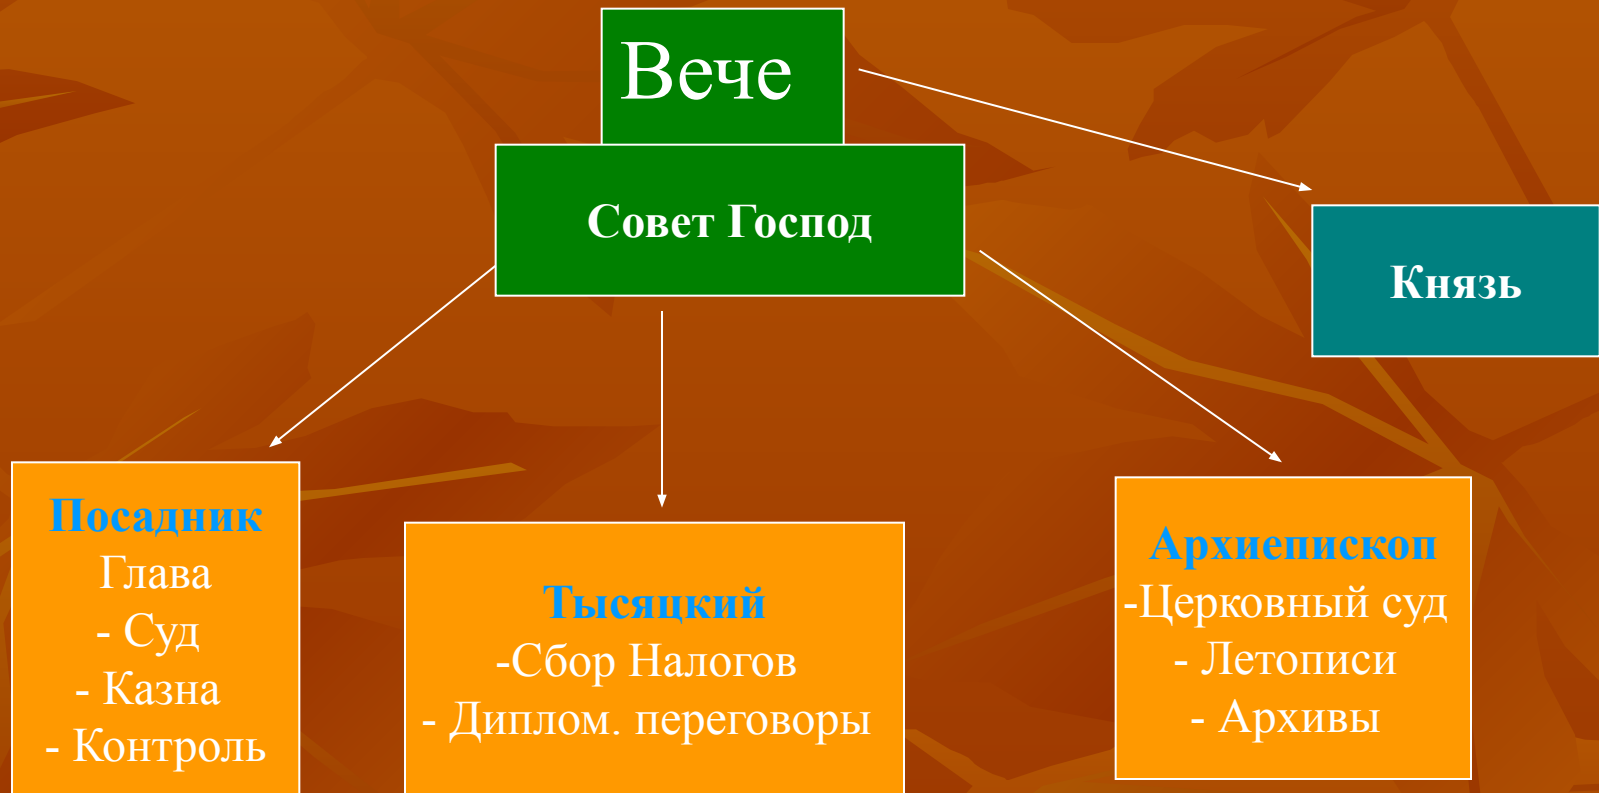 Вече
Совет Господ
Князь
Посадник
Глава
- Суд
- Казна
- Контроль
Тысяцкий
-Сбор Налогов
- Диплом. переговоры
Архиепископ
-Церковный суд
- Летописи
- Архивы